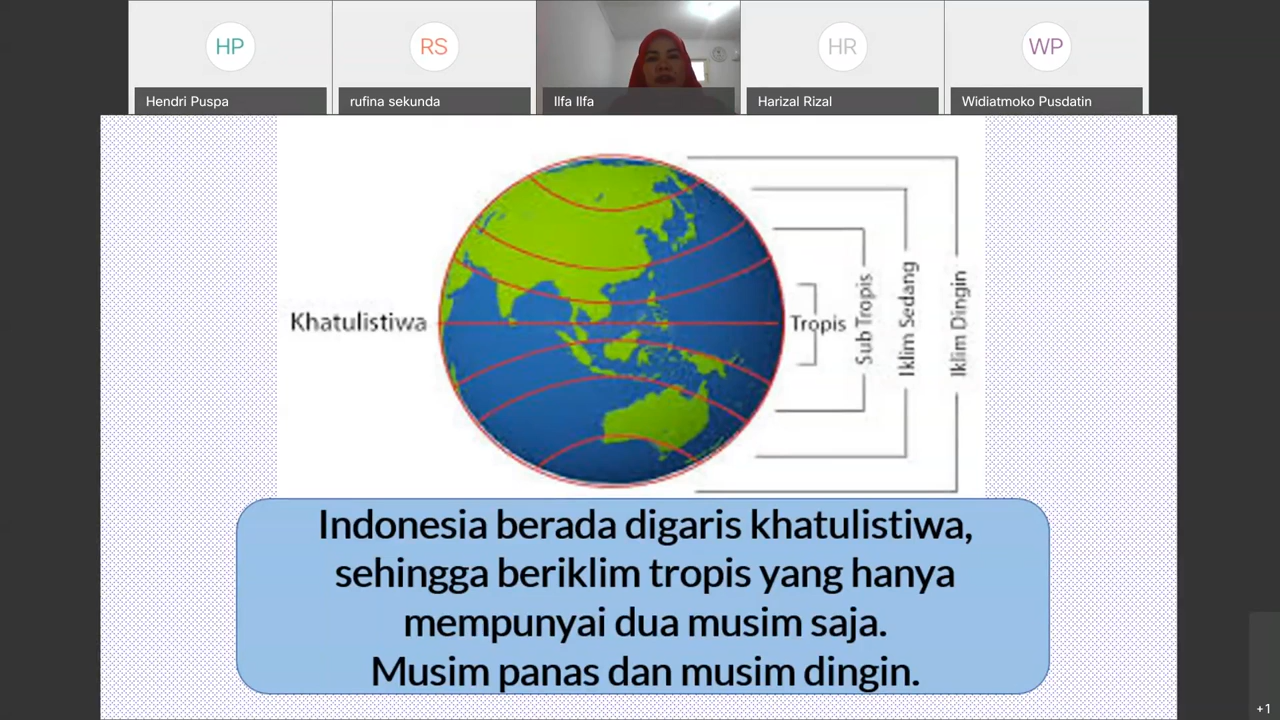 HP
RS
HR
WP
Hendri Puspa
rufina sekunda
Ilfa Ilfa
Harizal Rizal
Widiatmoko Pusdatin
Khatulistiwa
Tropis
Sub Tropis
Iklim Sedang
Iklim Dingin
Indonesia berada digaris khatulistiwa,
sehingga beriklim tropis yang hanya
mempunyai dua musim saja.
Musim panas dan musim dingin.
+1